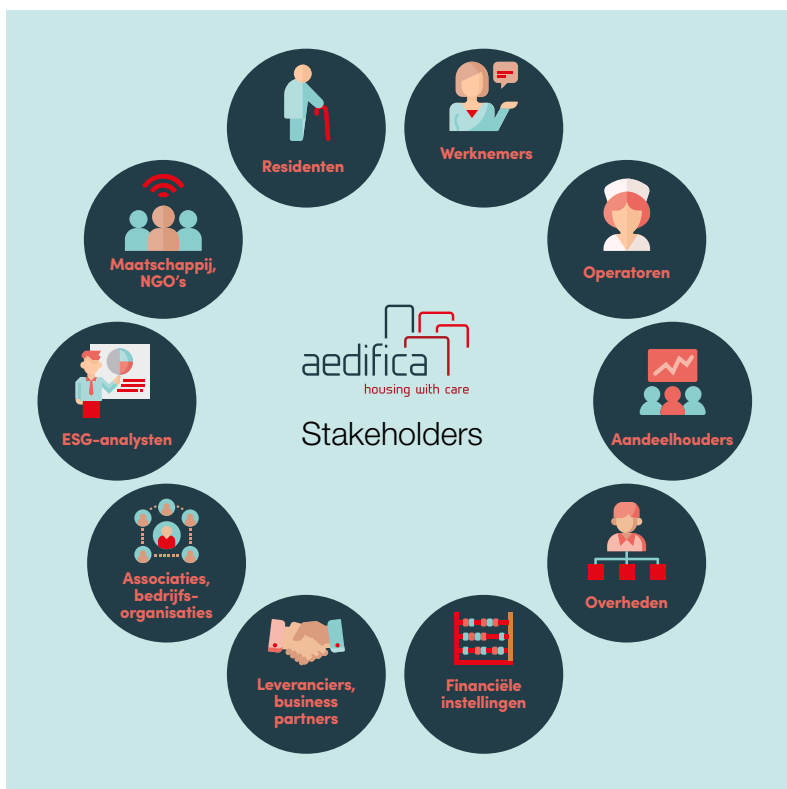 Residenten
Werknemers
Operatoren
Aandeelhouders
Overheden
Financiële
instellingen
Leveranciers,
business
partners
Associaties,
bedrijfs-
organisaties
ESG-analysten
Maatschappij,
NGO's
aedifica
housing with care
Stakeholders